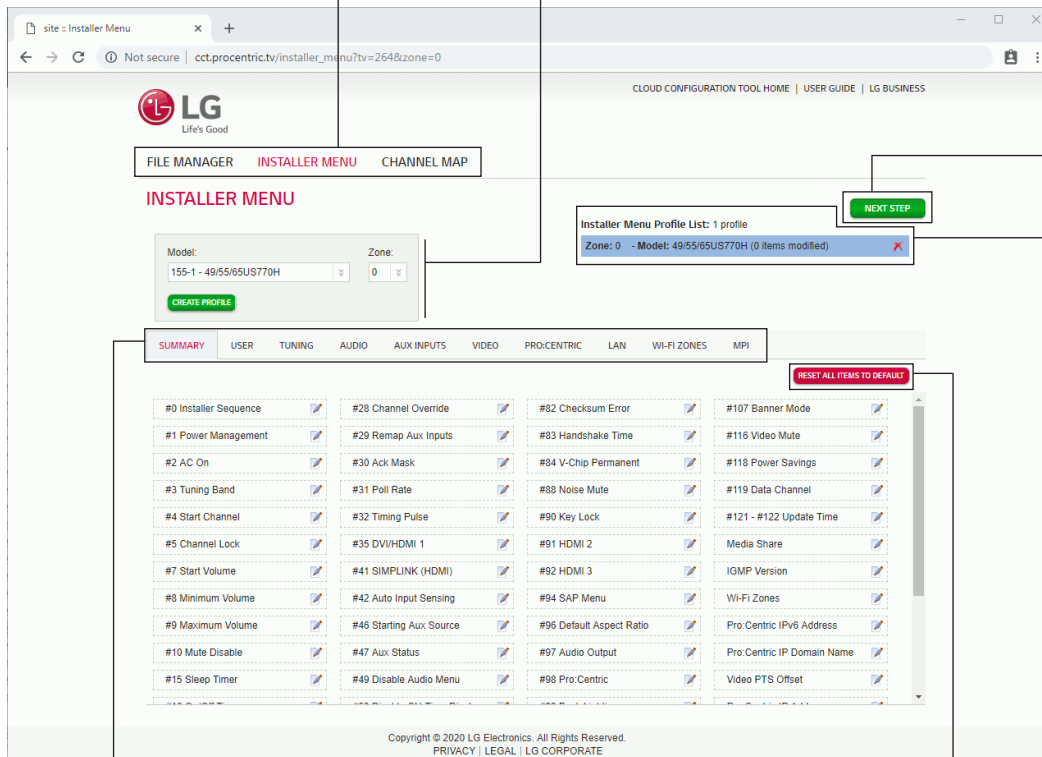 site :: Installer Menu
Not secure | cct.procentric.tv/installer_menu?tv=264&zone=0
CLOUD CONFIGURATION TOOL HOME | USER GUIDE | LG BUSINESS
LG
Life's Good
FILE MANAGER INSTALLER MENU CHANNEL MAP
INSTALLER MENU
NEXT STEP
Installer Menu Profile List: 1 profile
Zone: 0 - Model: 49/55/65US770H (0 items modified)
Model: Zone:
155-1 - 49/55/65US770H 0
CREATE PROFILE
SUMMARY USER TUNING AUDIO AUX INPUTS VIDEO PRO:CENTRIC LAN WI-FI ZONES MPI
RESET ALL ITEMS TO DEFAULT
#0 Installer Sequence #28 Channel Override #82 Checksum Error #107 Banner Mode
#1 Power Management #29 Remap Aux Inputs #83 Handshake Time #116 Video Mute
#2 AC On #30 Ack Mask #84 V-Chip Permanent #118 Power Savings
#3 Tuning Band #31 Poll Rate #88 Noise Mute #119 Data Channel
#4 Start Channel #32 Timing Pulse #90 Key Lock #121 - #122 Update Time
#5 Channel Lock #35 DVI/HDMI 1 #91 HDMI 2 Media Share
#7 Start Volume #41 SIMPLINK (HDMI) #92 HDMI 3 IGMP Version
#8 Minimum Volume #42 Auto Input Sensing #94 SAP Menu Wi-Fi Zones
#9 Maximum Volume #46 Starting Aux Source #96 Default Aspect Ratio Pro:Centric IPv6 Address
#10 Mute Disable #47 Aux Status #97 Audio Output Pro:Centric IP Domain Name
#15 Sleep Timer #49 Disable Audio Menu #98 Pro:Centric Video PTS Offset
Copyright © 2020 LG Electronics. All Rights Reserved.
PRIVACY | LEGAL | LG CORPORATE